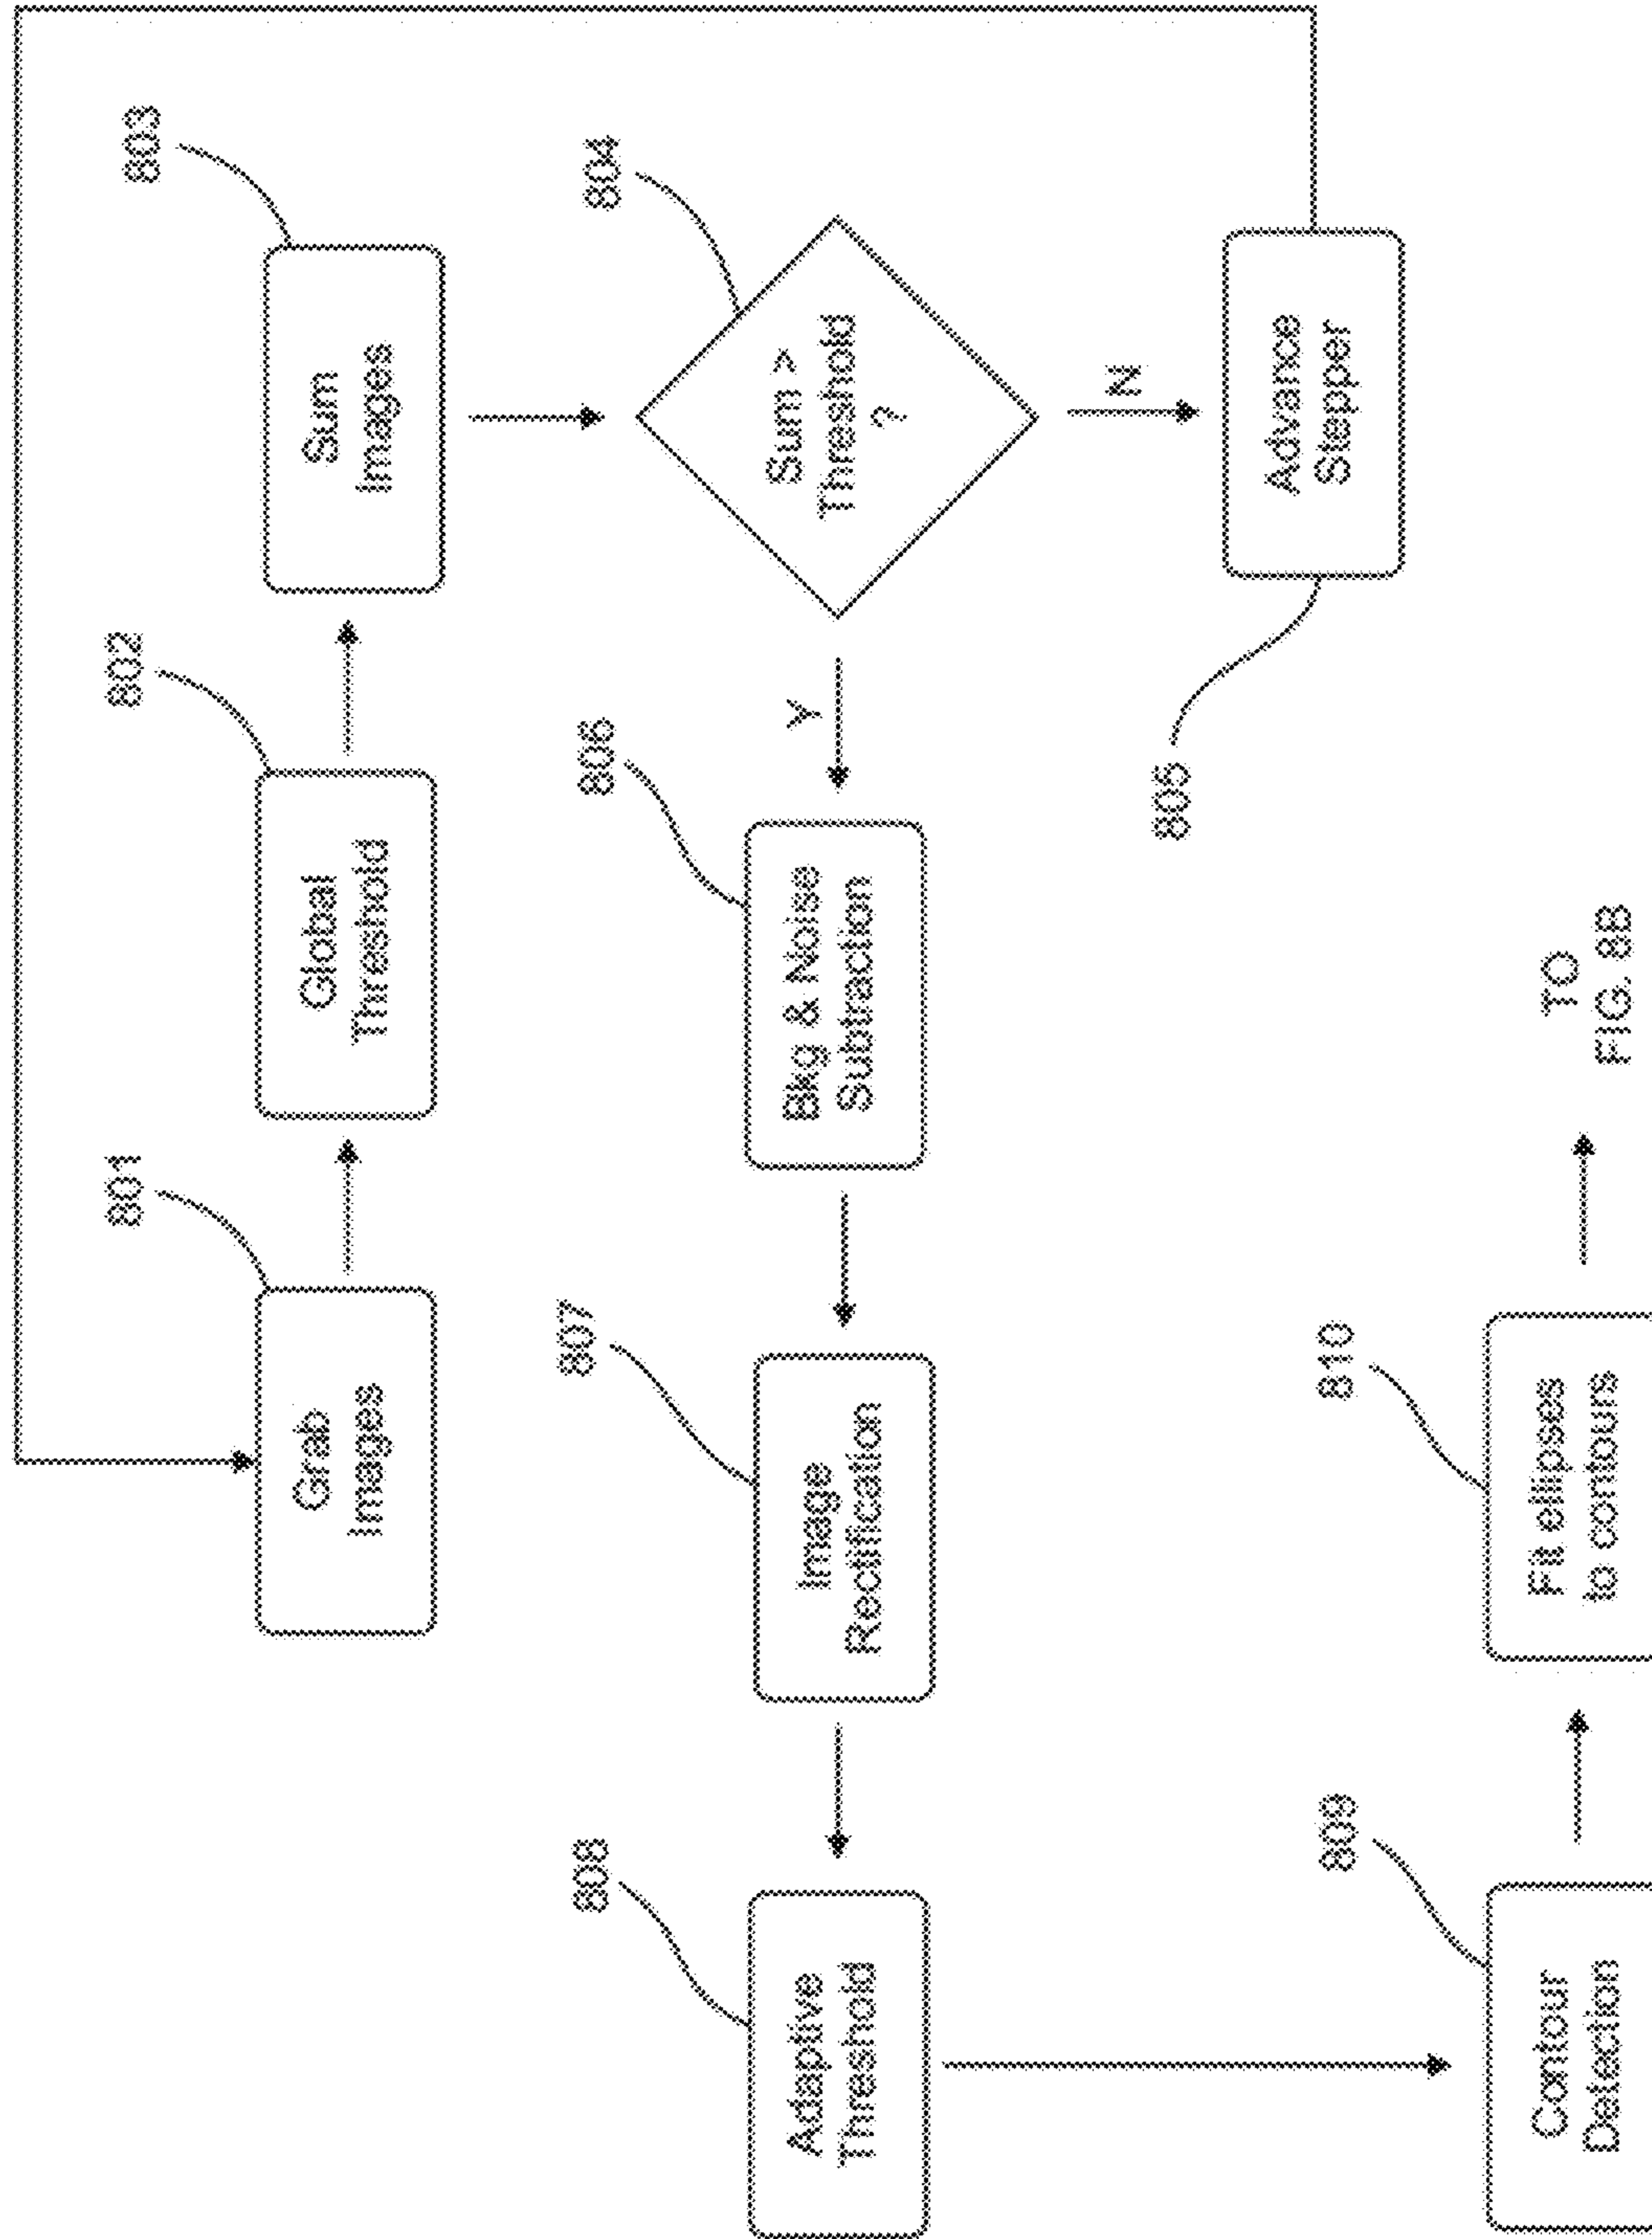 801
Grab
Images
802
Global
Threshold
803
Sum
Images
804
Sum >
Threshold
?
Y
N
805
Advance
Stepper
806
Bkg & Noise
Subtraction
807
Image
Rectification
808
Adaptive
Threshold
809
Contour
Detection
810
Fit ellipses
to contours
TO
FIG. 8B